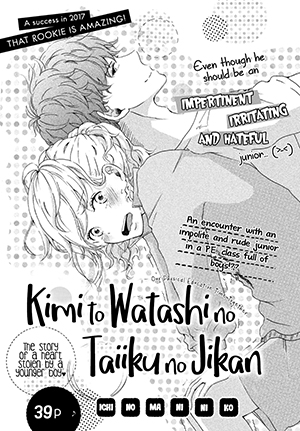 A success in 2017
THAT ROOKIE IS AMAZING!
Even though he
should be an
IMPERTINENT
IRRITATING
AND HATEFUL
junior... (><)
An encounter with an
impolite and rude junior
in a PE class full of
boys???
Kimi to Watashi no
Taiiku no Jikan
The story
of a heart
stolen by a
younger boy♥
39P ♪
ICHI NO MA NI NI KO